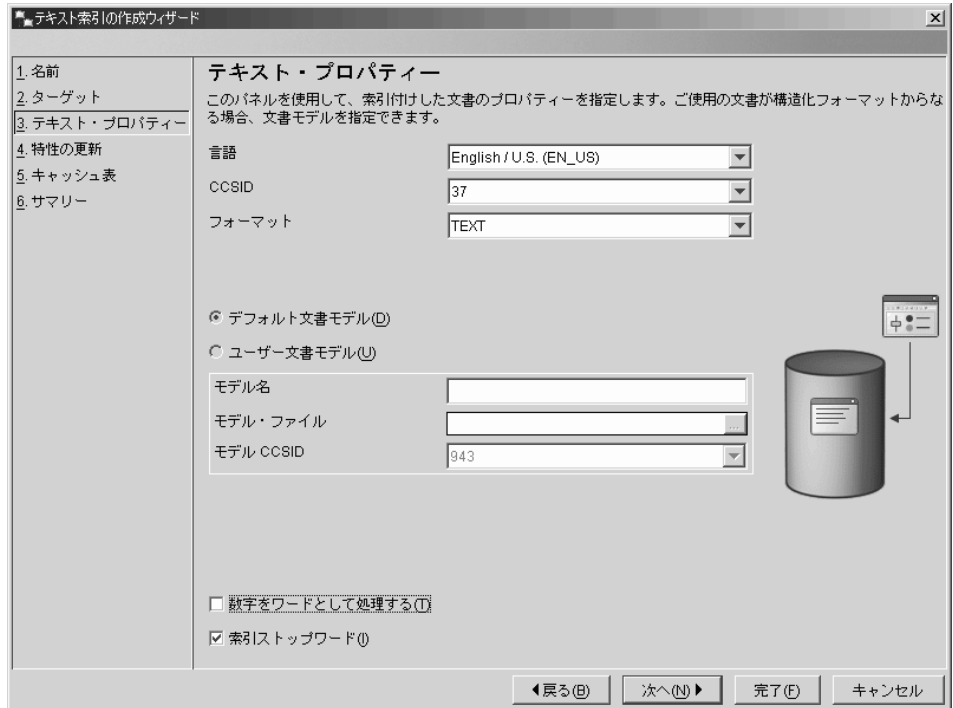 テキスト索引の作成ウィザード
1. 名前
2. ターゲット
3. テキスト・プロパティー
4. 特性の更新
5. キャッシュ表
6. サマリー
テキスト・プロパティー
このパネルを使用して、索引付けした文書のプロパティーを指定します。ご使用の文書が構造化フォーマットからな
る場合、文書モデルを指定できます。
言語
English / U.S. (EN_US)
CCSID
37
フォーマット
TEXT
デフォルト文書モデル(D)
ユーザー文書モデル(U)
モデル名
モデル・ファイル
...
モデル CCSID
943
数字をワードとして処理する(T)
索引ストップワード(I)
戻る(B)
次へ(N)
完了(F)
キャンセル